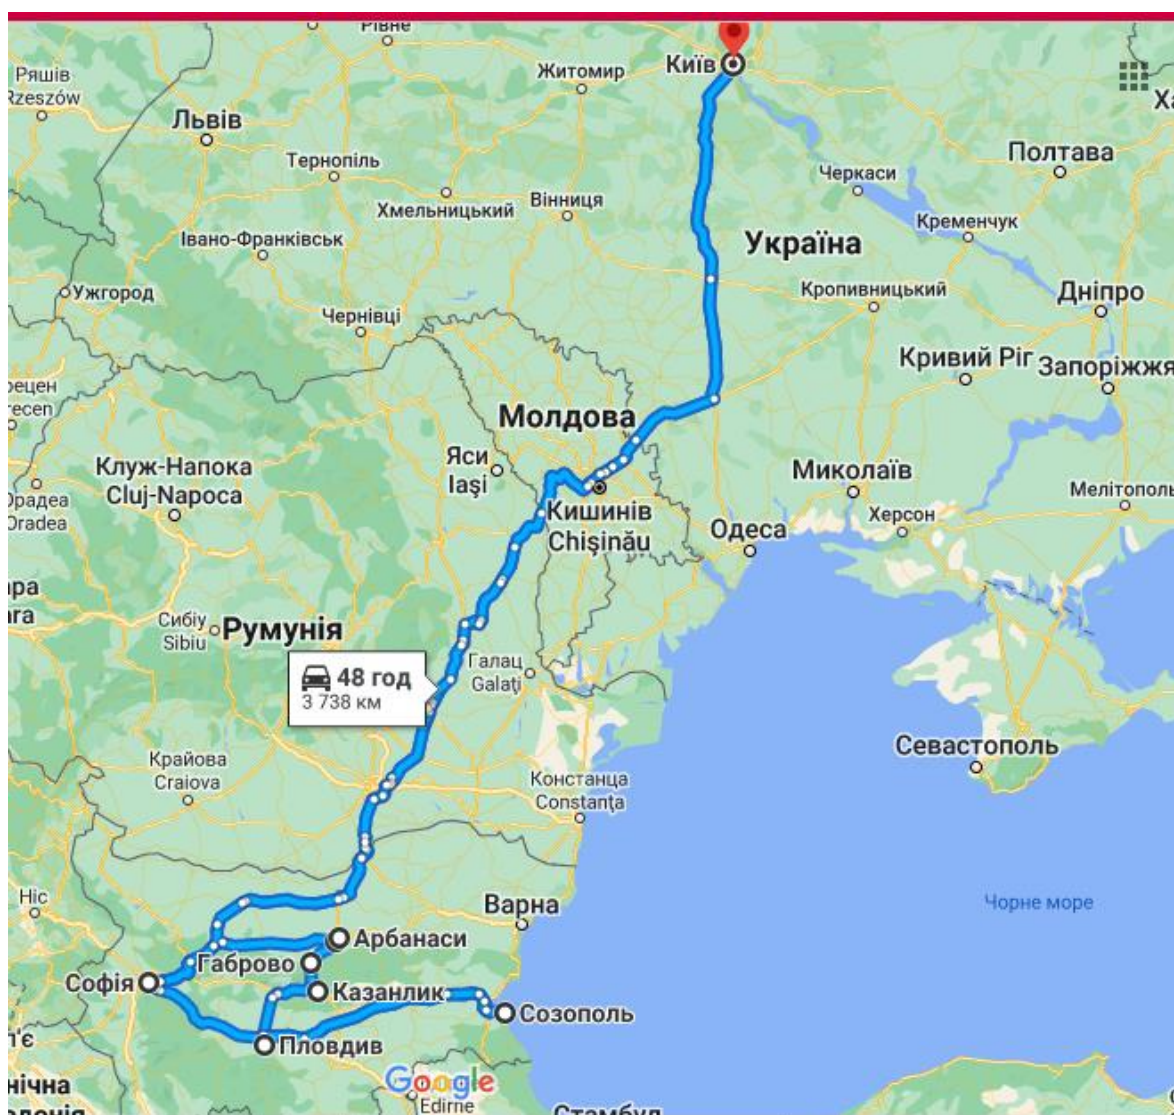 Рівне
Київ
Житомир
Ряшів
Rzeszów
Львів
Полтава
Тернопіль
Черкаси
Хмельницький
Вінниця
Кременчук
Івано-Франківськ
Україна
Ужгород
Кропивницький
Дніпро
Чернівці
Кривий Ріг
Запоріжжя
Молдова
Яси
Iaşi
Клуж-Напока
Cluj-Napoca
Миколаїв
Мелітополь
Кишинів
Chişinău
Херсон
Одеса
Сибіу
Sibiu
Румунія
Галац
Galaţi
48 год
3 738 км
Севастополь
Крайова
Craiova
Констанца
Constanţa
Ніс
Варна
Чорне море
Арбанаси
Габрово
Софія
Казанлик
Созополь
Пловдив
Google
Edirne
Стамбул